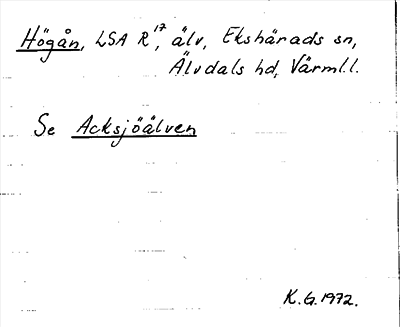 Högån, LSA R¹⁷, älv, Ekshärads sn,
Älvdals hd, Värml.l.
Se Acksjöälven
K.G.1972.